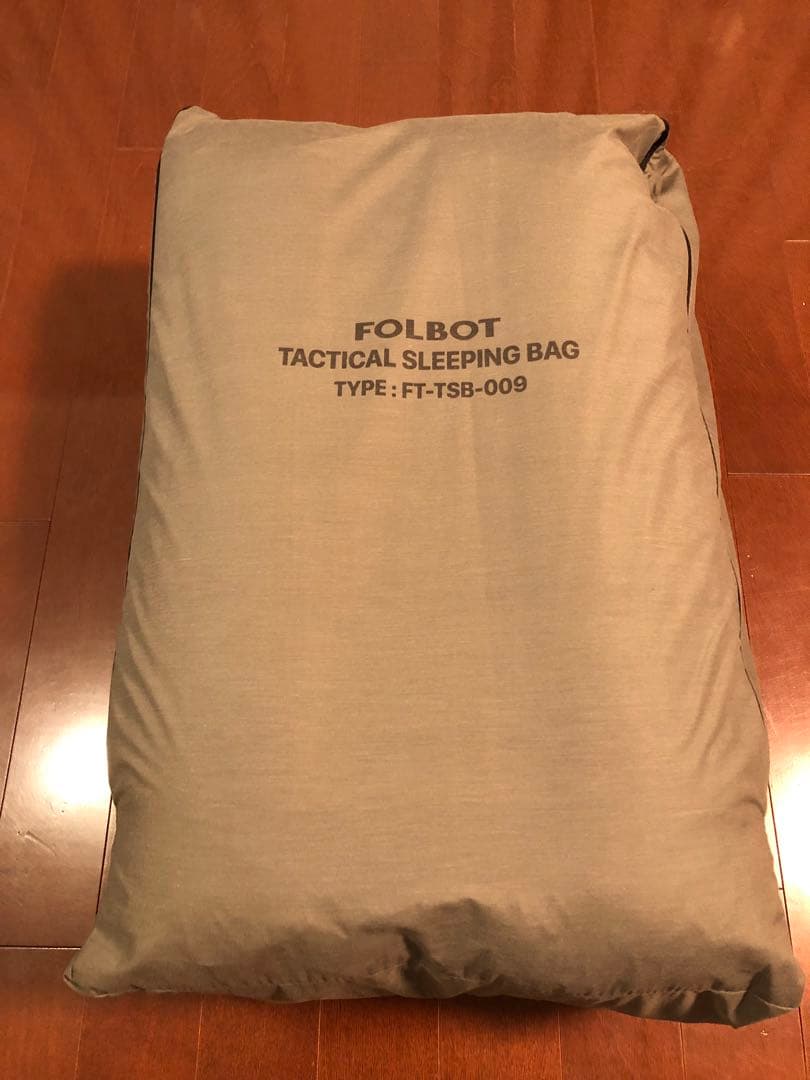 FOLBOT
TACTICAL SLEEPING BAG
TYPE : FT-TSB-009